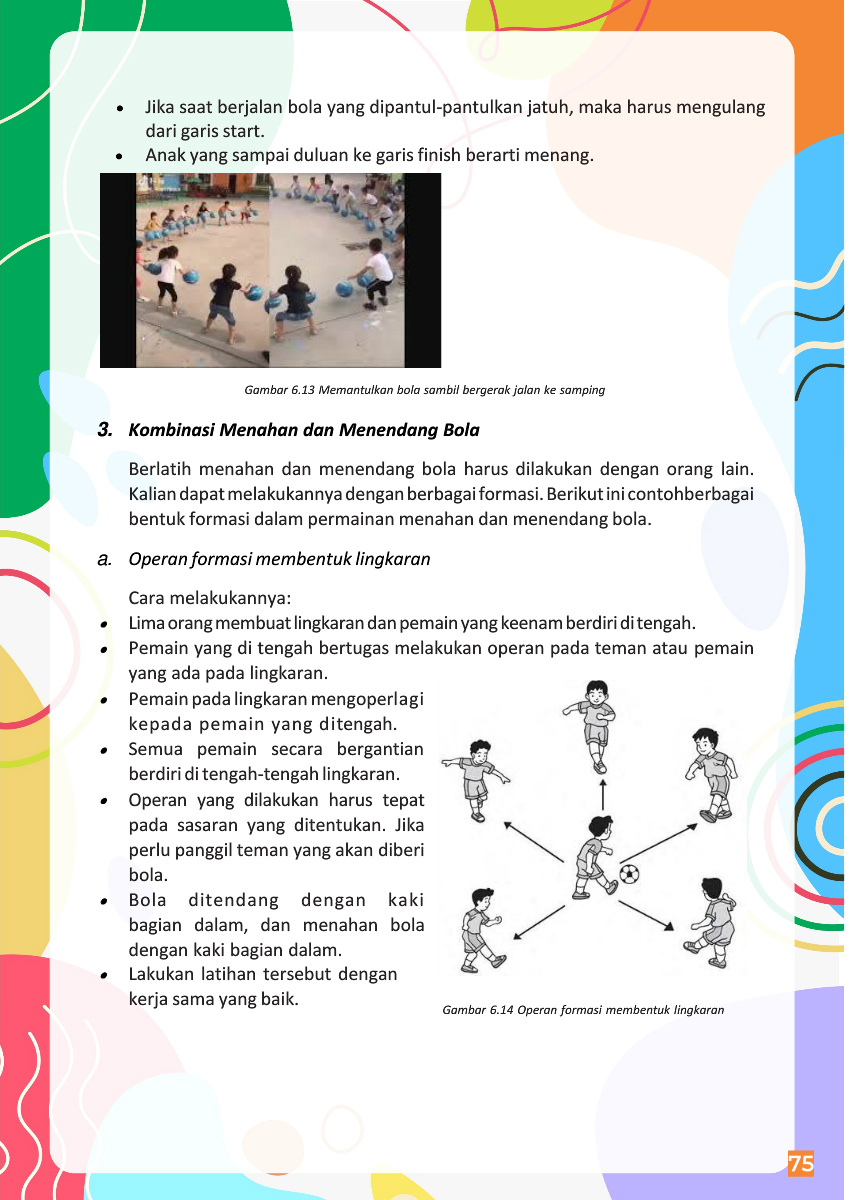 • Jika saat berjalan bola yang dipantul-pantulkan jatuh, maka harus mengulang
dari garis start.
• Anak yang sampai duluan ke garis finish berarti menang.
Gambar 6.13 Memantulkan bola sambil bergerak jalan ke samping
3. Kombinasi Menahan dan Menendang Bola
Berlatih menahan dan menendang bola harus dilakukan dengan orang lain.
Kalian dapat melakukannya dengan berbagai formasi. Berikut ini contohberbagai
bentuk formasi dalam permainan menahan dan menendang bola.
a. Operan formasi membentuk lingkaran
Cara melakukannya:
• Lima orang membuat lingkaran dan pemain yang keenam berdiri di tengah.
• Pemain yang di tengah bertugas melakukan operan pada teman atau pemain
yang ada pada lingkaran.
• Pemain pada lingkaran mengoperlagi
kepada pemain yang ditengah.
• Semua pemain secara bergantian
berdiri di tengah-tengah lingkaran.
• Operan yang dilakukan harus tepat
pada sasaran yang ditentukan. Jika
perlu panggil teman yang akan diberi
bola.
• Bola ditendang dengan kaki
bagian dalam, dan menahan bola
dengan kaki bagian dalam.
• Lakukan latihan tersebut dengan
kerja sama yang baik.
Gambar 6.14 Operan formasi membentuk lingkaran
75